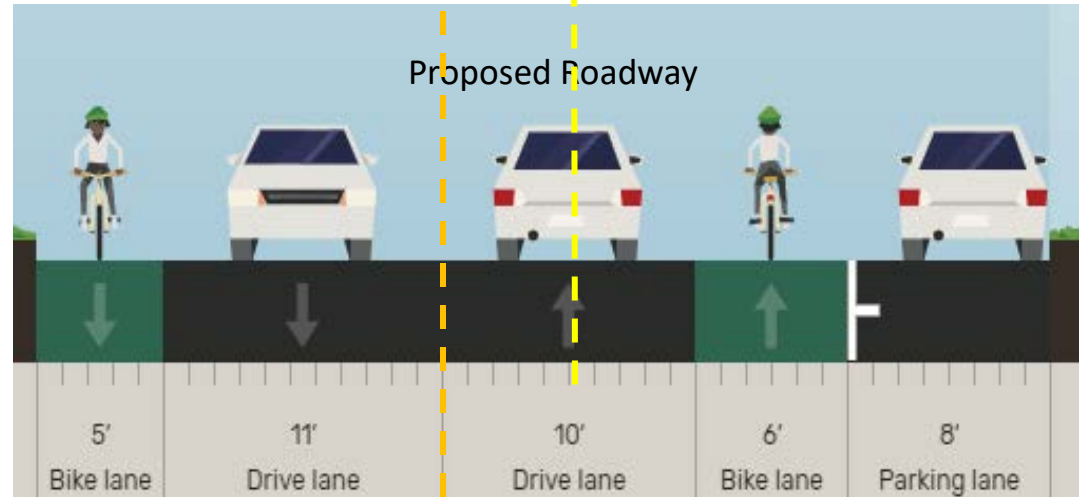 Proposed Roadway
5' 11' 10' 6' 8'
Bike lane Drive lane Drive lane Bike lane Parking lane